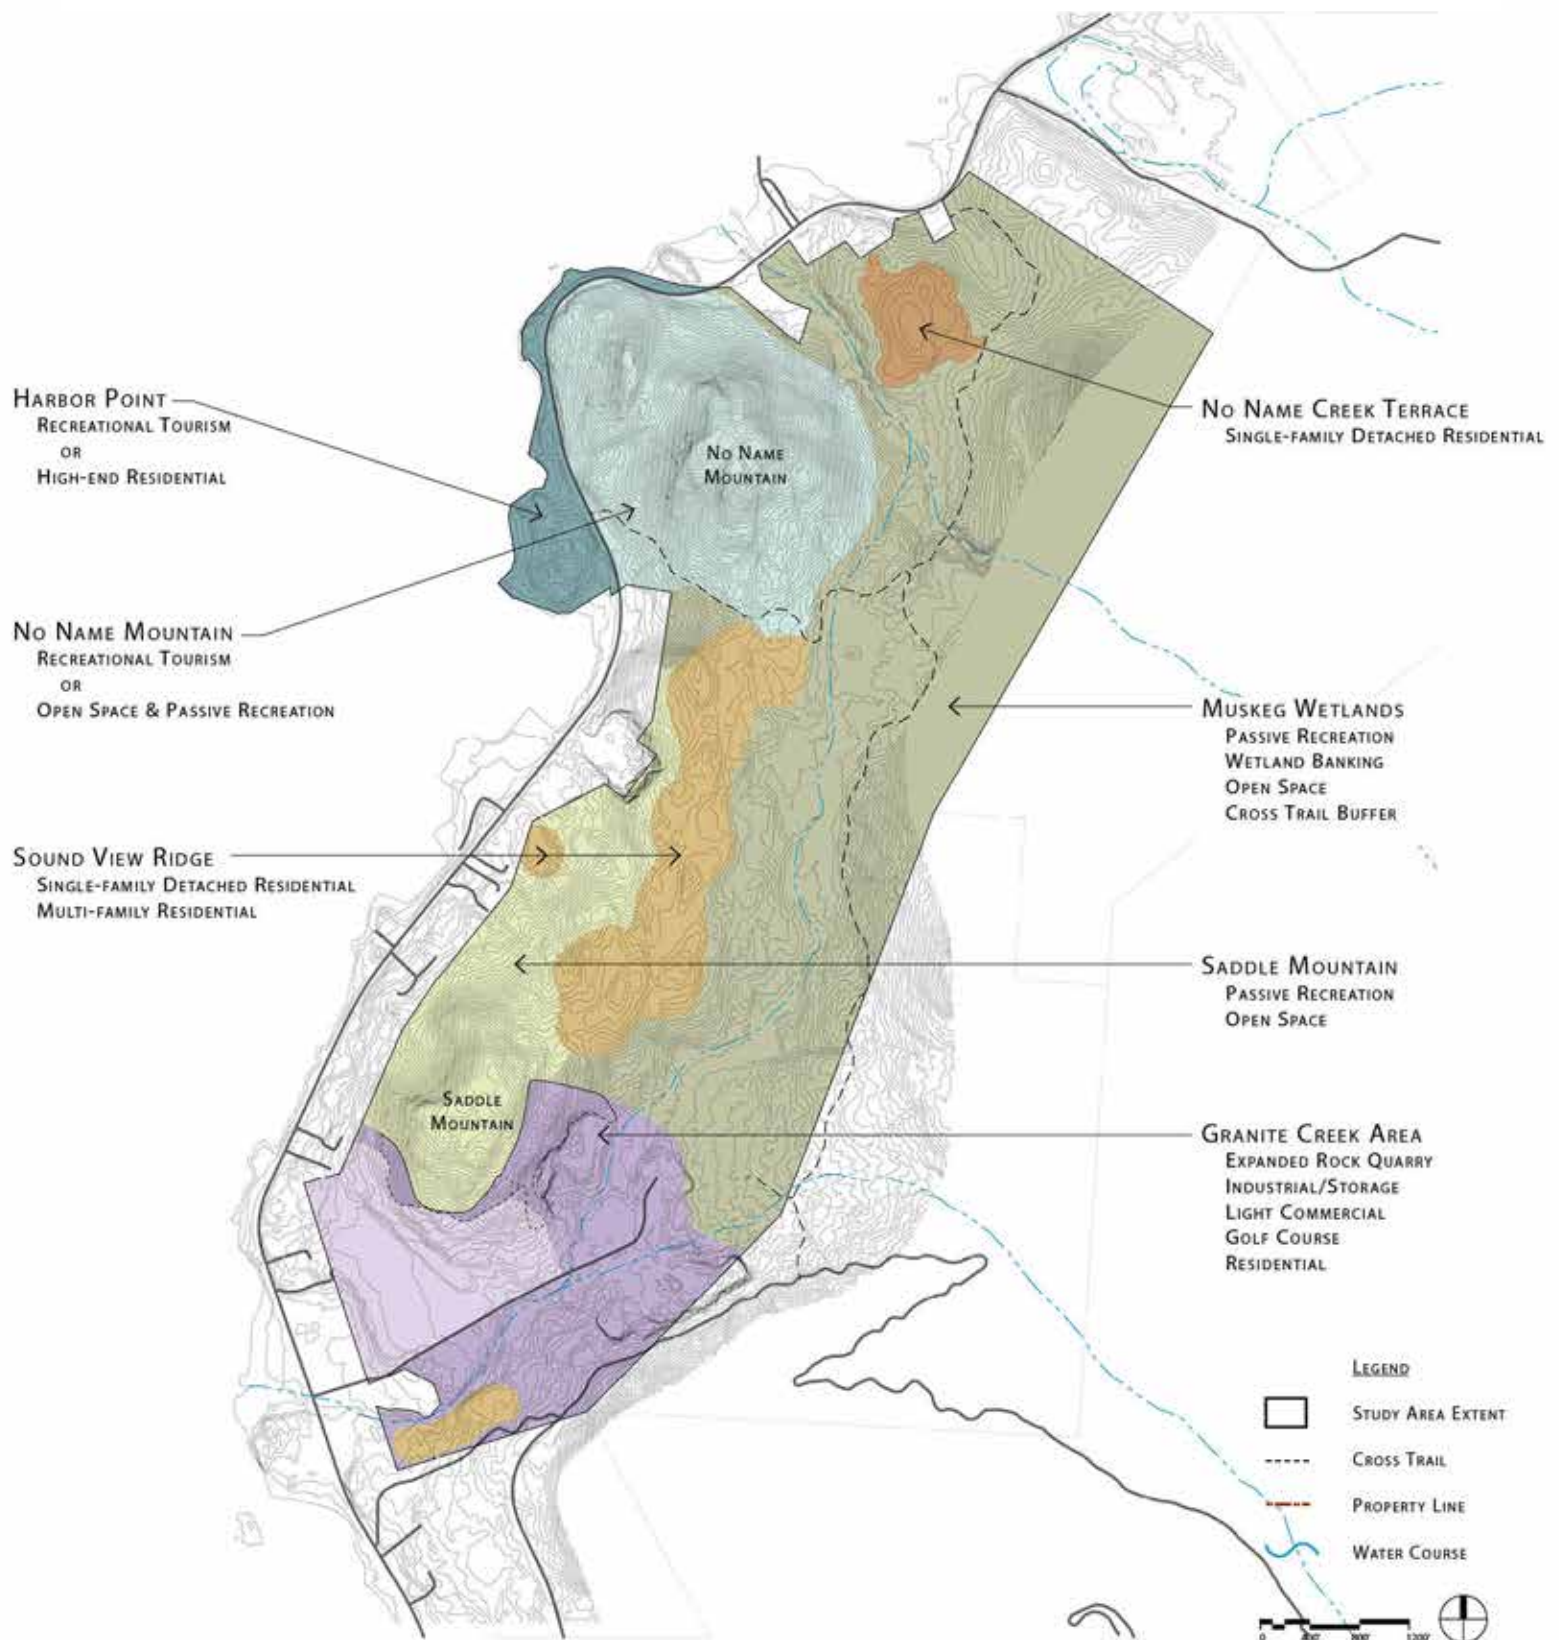 Harbor Point
Recreational Tourism
or
High-end Residential
No Name Mountain
Recreational Tourism
or
Open Space & Passive Recreation
Sound View Ridge
Single-family Detached Residential
Multi-family Residential
No Name
Mountain
Saddle
Mountain
No Name Creek Terrace
Single-family Detached Residential
Muskeg Wetlands
Passive Recreation
Wetland Banking
Open Space
Cross Trail Buffer
Saddle Mountain
Passive Recreation
Open Space
Granite Creek Area
Expanded Rock Quarry
Industrial/Storage
Light Commercial
Golf Course
Residential
Legend
Study Area Extent
Cross Trail
Property Line
Water Course
0 400' 800' 1200'